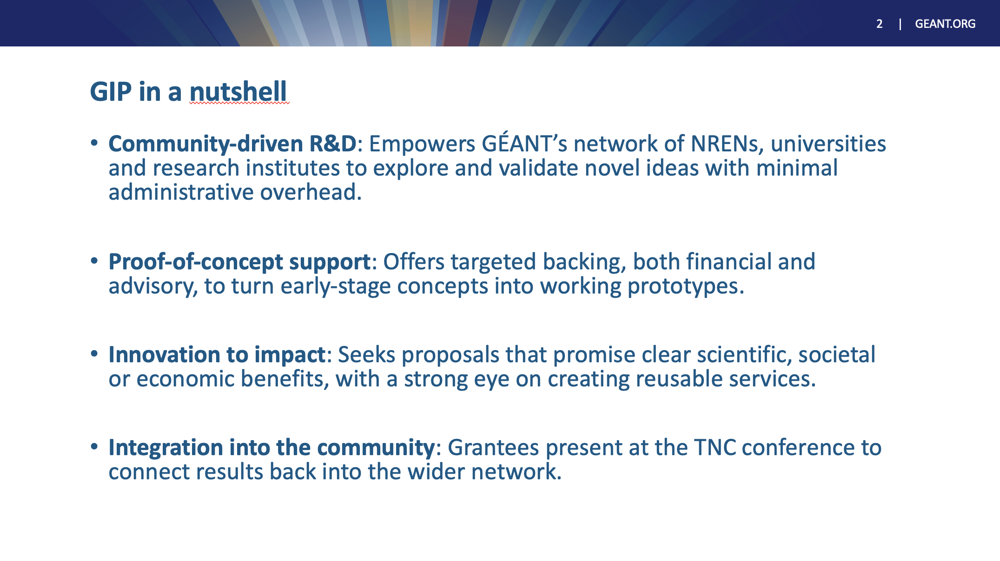 2 | GEANT.ORG
GIP in a nutshell
• Community-driven R&D: Empowers GÉANT’s network of NRENs, universities
and research institutes to explore and validate novel ideas with minimal
administrative overhead.
• Proof-of-concept support: Offers targeted backing, both financial and
advisory, to turn early-stage concepts into working prototypes.
• Innovation to impact: Seeks proposals that promise clear scientific, societal
or economic benefits, with a strong eye on creating reusable services.
• Integration into the community: Grantees present at the TNC conference to
connect results back into the wider network.